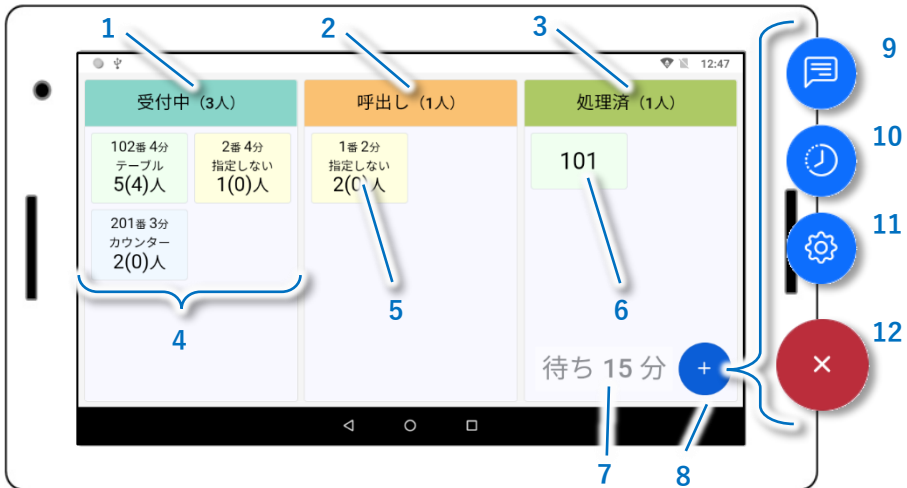 1
2
3
9
12:47
受付中（3人）
呼出し（1人）
処理済（1人）
10
102番 4分
テーブル
5(4)人
2番 4分
指定しない
1(0)人
1番 2分
指定しない
2(0)人
101
11
201番 3分
カウンター
2(0)人
4
5
6
12
待ち 15 分
7
8